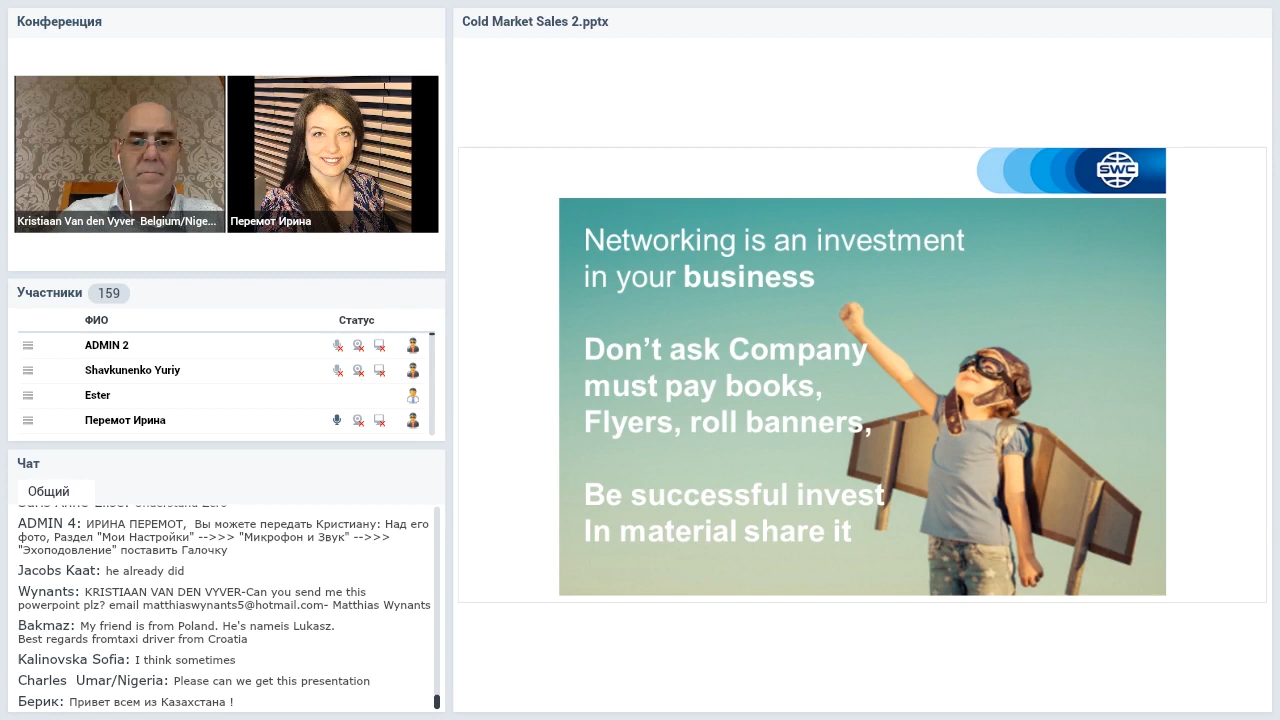 Конференция
Kristiaan Van den Vyver Belgium/Nige...
Перемот Ирина
Участники 159
ФИО Статус
ADMIN 2
Shavkunenko Yuriy
Ester
Перемот Ирина
Чат
Общий
ADMIN 4: ИРИНА ПЕРЕМОТ, Вы можете передать Кристиану: Над его
фото, Раздел "Мои Настройки" -->>> "Микрофон и Звук" -->>>
"Эхоподовление" поставить Галочку
Jacobs Kaat: he already did
Wynants: KRISTIAAN VAN DEN VYVER-Can you send me this
powerpoint plz? email matthiaswynants5@hotmail.com- Matthias Wynants
Bakmaz: My friend is from Poland. He's nameis Lukasz.
Best regards fromtaxi driver from Croatia
Kalinovska Sofia: I think sometimes
Charles Umar/Nigeria: Please can we get this presentation
Берик: Привет всем из Казахстана !
Cold Market Sales 2.pptx
SWC
Networking is an investment
in your business
Don't ask Company
must pay books,
Flyers, roll banners,
Be successful invest
In material share it